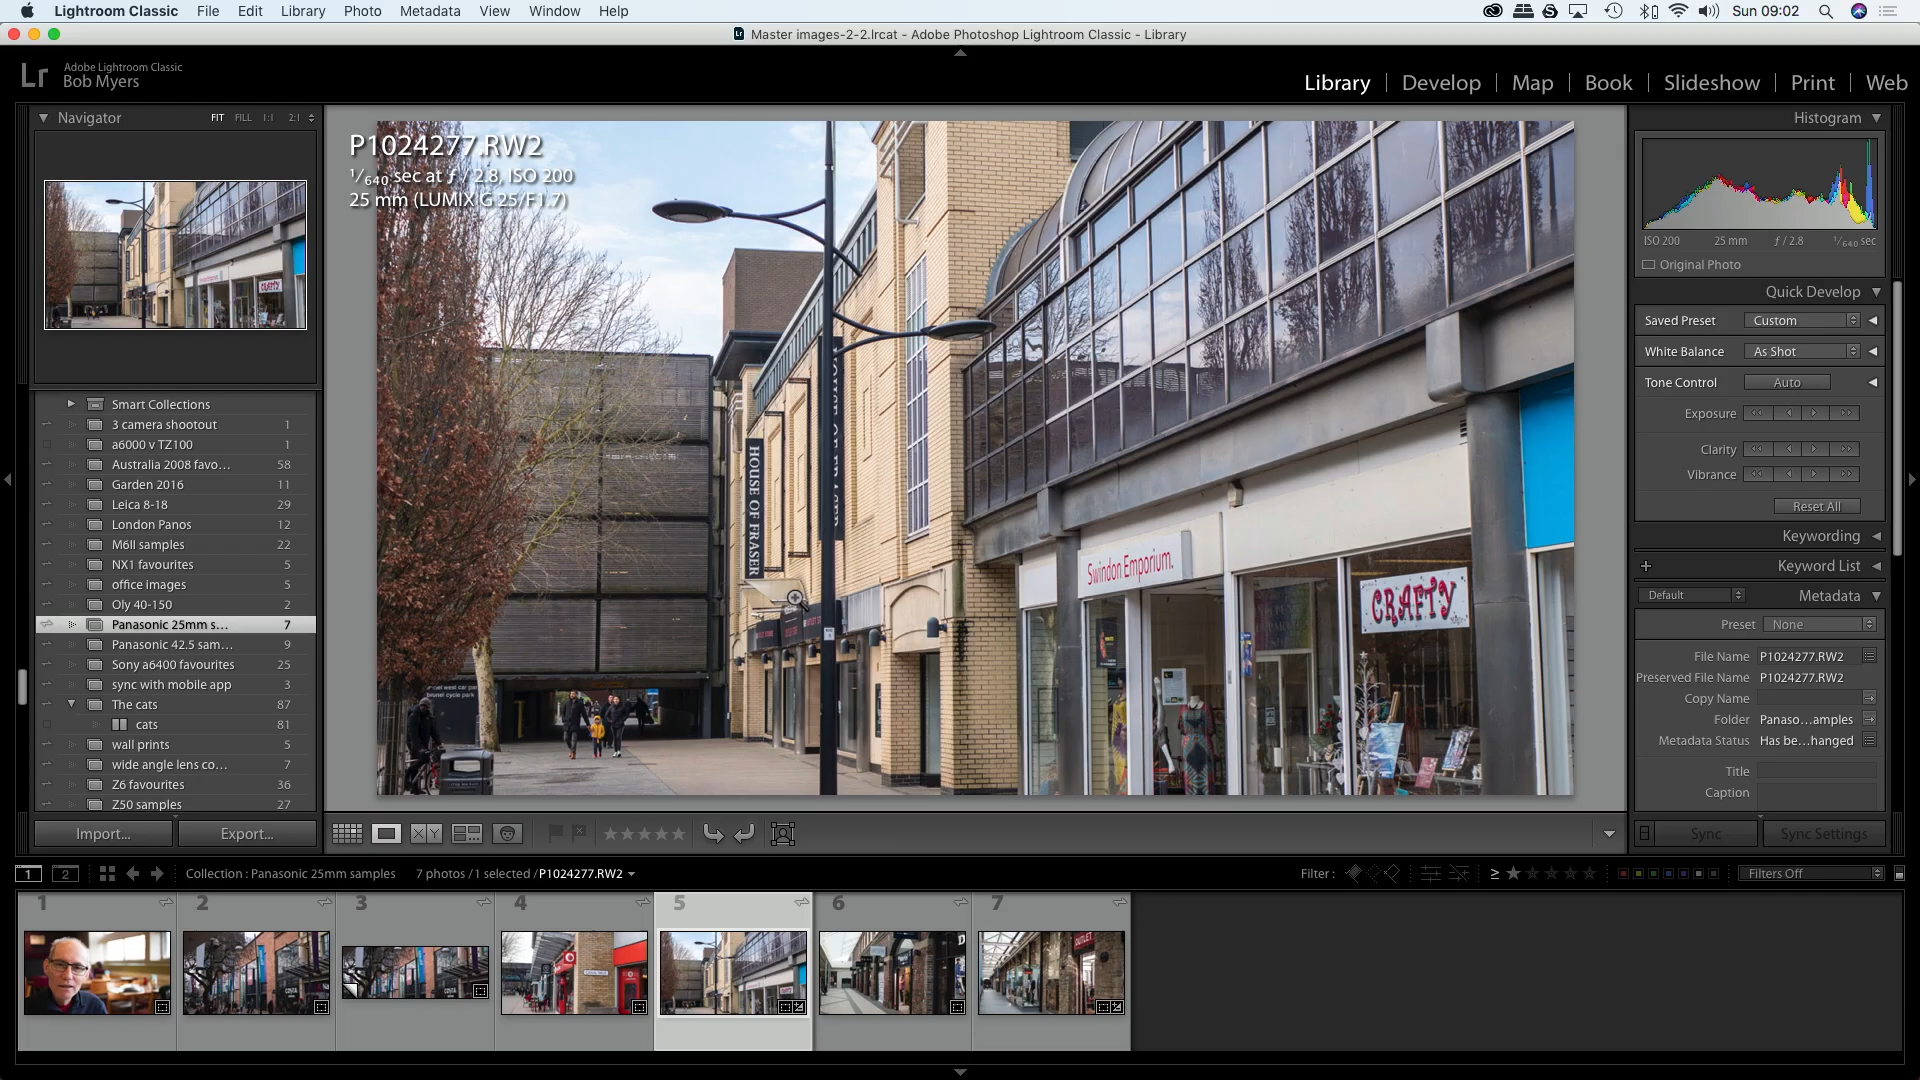 Lightroom Classic File Edit Library Photo Metadata View Window Help Sun 09:02
Master images-2-2.lrcat - Adobe Photoshop Lightroom Classic - Library
Lr Adobe Lightroom Classic
Bob Myers
Library Develop Map Book Slideshow Print Web
Navigator FIT FILL 1:1 2:1
P1024277.RW2
1/640 sec at ƒ / 2.8, ISO 200
25 mm (LUMIX G 25/F1.7)
HOUSE OF FRASER
Swindon Emporium.
CRAFTY
Smart Collections
3 camera shootout 1
a6000 v TZ100 1
Australia 2008 favo... 58
Garden 2016 11
Leica 8-18 29
London Panos 12
M6II samples 22
NX1 favourites 5
office images 5
Oly 40-150 2
Panasonic 25mm s... 7
Panasonic 42.5 sam... 9
Sony a6400 favourites 25
sync with mobile app 3
The cats 87
cats 81
wall prints 5
wide angle lens co... 7
Z6 favourites 36
Z50 samples 27
Import... Export...
Histogram
ISO 200 25 mm ƒ / 2.8 1/640 sec
Original Photo
Quick Develop
Saved Preset Custom
White Balance As Shot
Tone Control Auto
Exposure
Clarity
Vibrance
Reset All
Keywording
Keyword List
Default Metadata
Preset None
File Name P1024277.RW2
Preserved File Name P1024277.RW2
Copy Name
Folder Panaso...amples
Metadata Status Has be...hanged
Title
Caption
Sync Sync Settings
XY
1 2 Collection : Panasonic 25mm samples 7 photos / 1 selected / P1024277.RW2 Filter : ≥ Filters Off
1 2 3 4 5 6 7
COSTA
OUTLET